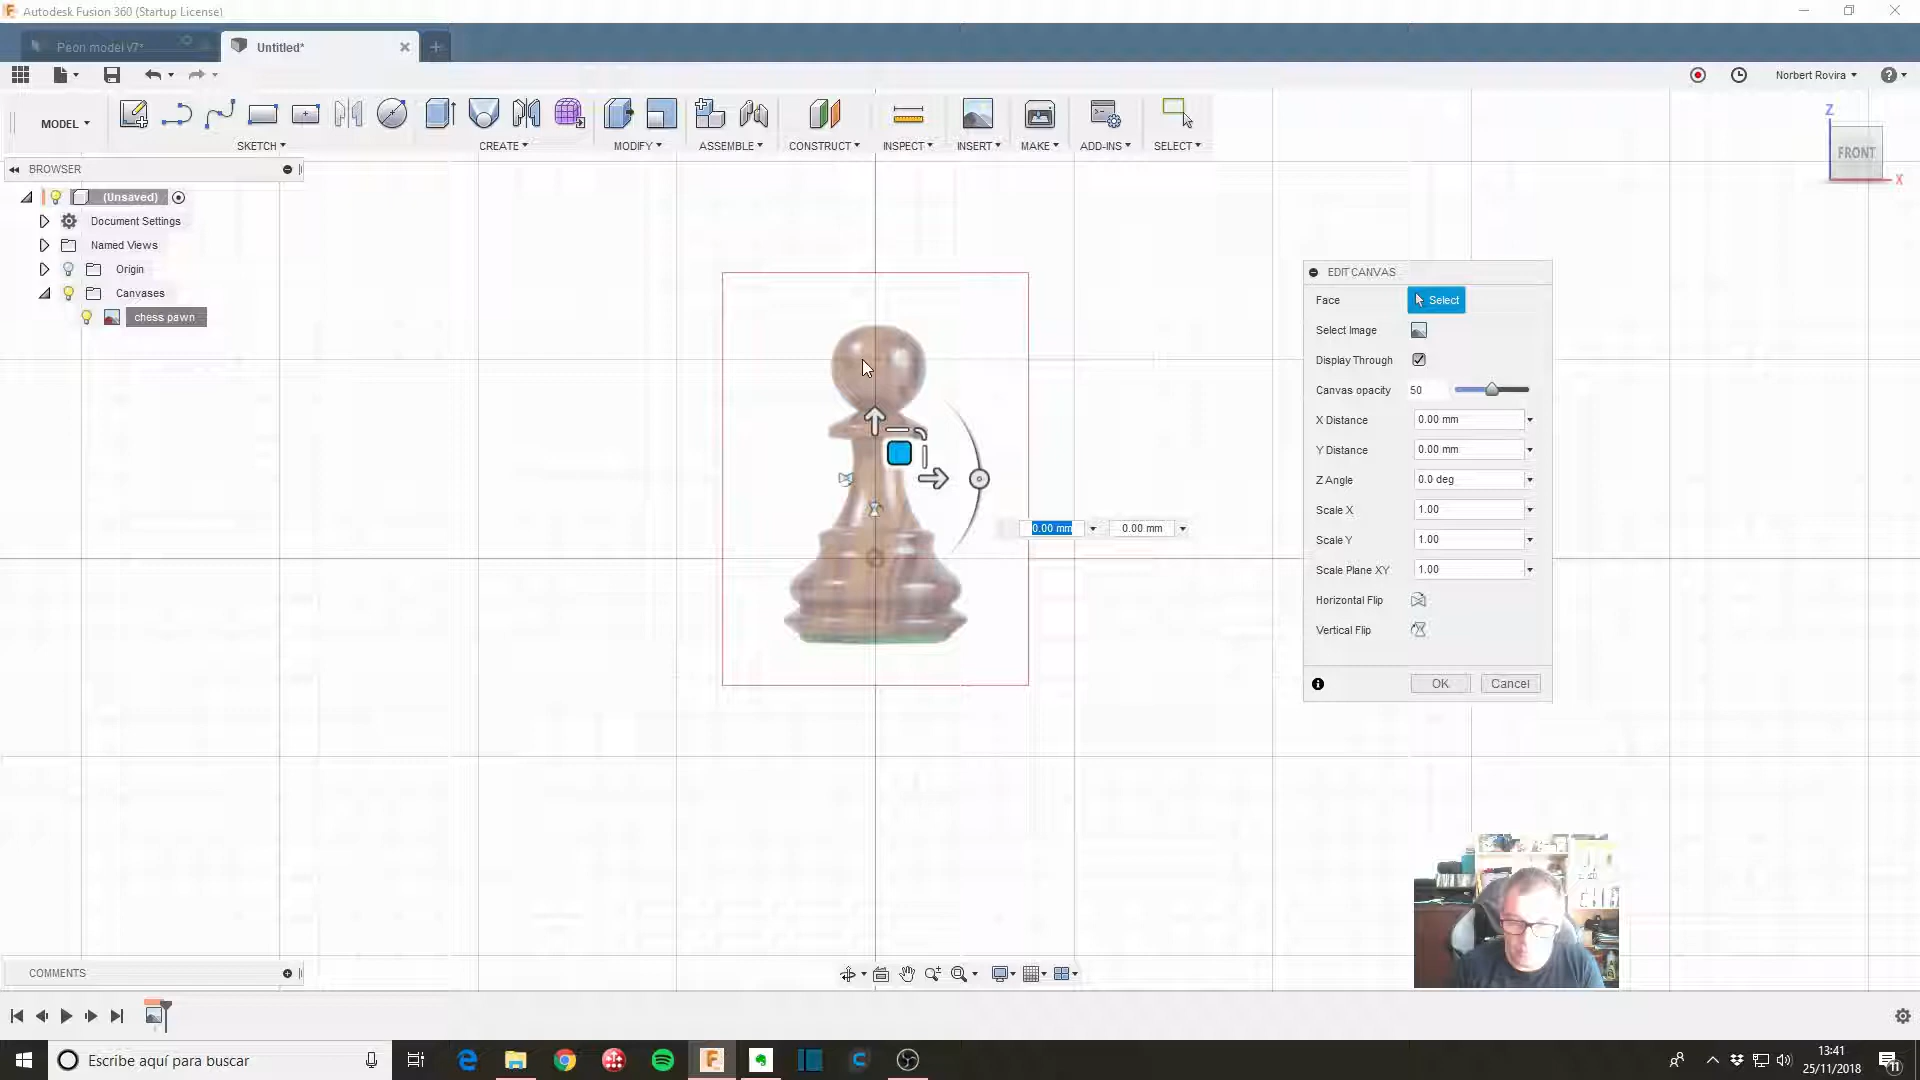 Autodesk Fusion 360 (Startup License)
Peon model v7*
Untitled*
Norbert Rovira
MODEL
SKETCH
CREATE
MODIFY
ASSEMBLE
CONSTRUCT
INSPECT
INSERT
MAKE
ADD-INS
SELECT
Z
FRONT
X
BROWSER
(Unsaved)
Document Settings
Named Views
Origin
Canvases
chess pawn
EDIT CANVAS
Face
Select
Select Image
Display Through
Canvas opacity
50
X Distance
0.00 mm
Y Distance
0.00 mm
Z Angle
0.0 deg
Scale X
1.00
Scale Y
1.00
Scale Plane XY
1.00
Horizontal Flip
Vertical Flip
OK
Cancel
0.00 mm
0.00 mm
COMMENTS
Escribe aquí para buscar
13:41
25/11/2018
11